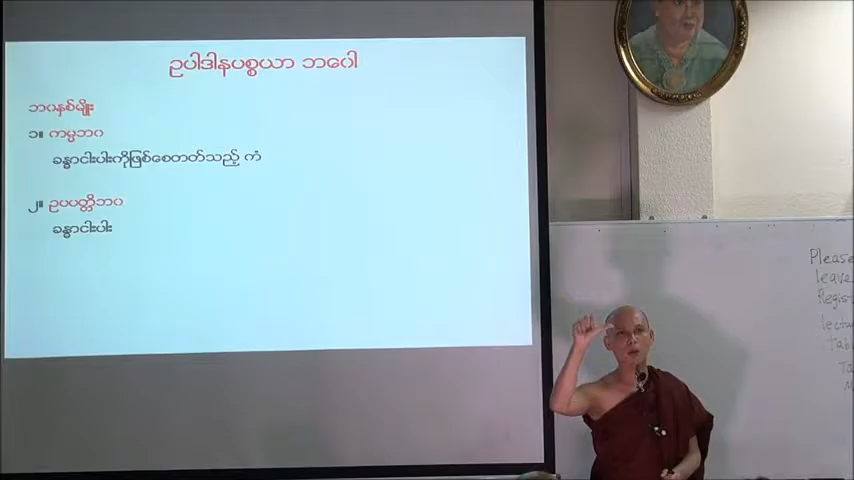 ဥပါဒါနပစ္စယာ ဘဝေါ
ဘဝနှစ်မျိုး
၁။ ကမ္မဘဝ
ခန္ဓာငါးပါးကိုဖြစ်စေတတ်သည့် ကံ
၂။ ဥပပတ္တိဘဝ
ခန္ဓာငါးပါး
Please
leave